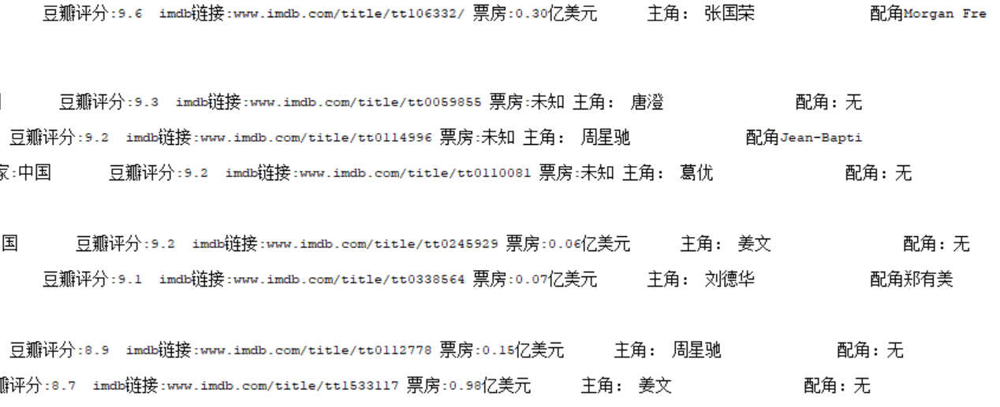 豆瓣评分:9.6 imdb链接:www.imdb.com/title/tt106332/ 票房:0.30亿美元 主角: 张国荣 配角Morgan Fre
豆瓣评分:9.3 imdb链接:www.imdb.com/title/tt0059855 票房:未知 主角: 唐澄 配角: 无
豆瓣评分:9.2 imdb链接:www.imdb.com/title/tt0114996 票房:未知 主角: 周星驰 配角Jean-Bapti
家:中国 豆瓣评分:9.2 imdb链接:www.imdb.com/title/tt0110081 票房:未知 主角: 葛优 配角: 无
国 豆瓣评分:9.2 imdb链接:www.imdb.com/title/tt0245929 票房:0.06亿美元 主角: 姜文 配角: 无
豆瓣评分:9.1 imdb链接:www.imdb.com/title/tt0338564 票房:0.07亿美元 主角: 刘德华 配角郑有美
豆瓣评分:8.9 imdb链接:www.imdb.com/title/tt0112778 票房:0.15亿美元 主角: 周星驰 配角: 无
瓣评分:8.7 imdb链接:www.imdb.com/title/tt1533117 票房:0.98亿美元 主角: 姜文 配角: 无